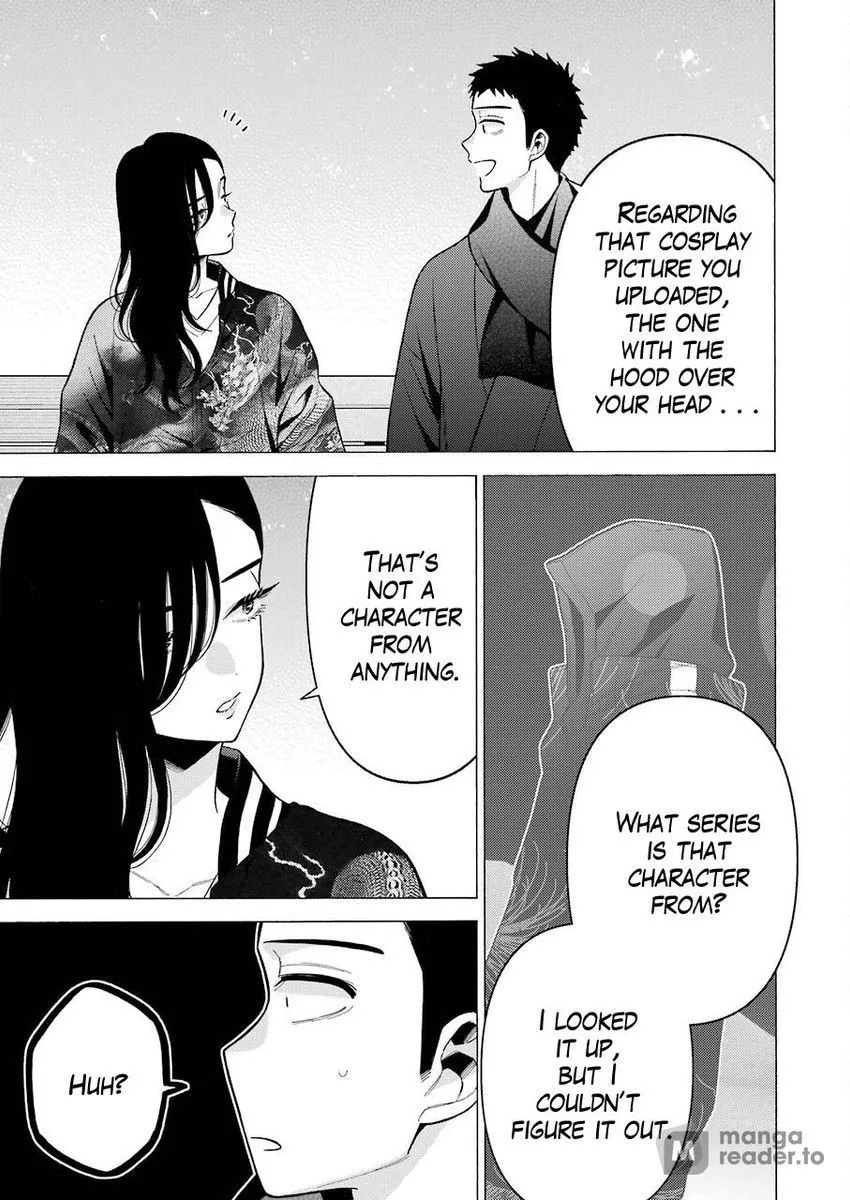 REGARDING
THAT COSPLAY
PICTURE YOU
UPLOADED,
THE ONE
WITH THE
HOOD OVER
YOUR HEAD . . .
WHAT SERIES
IS THAT
CHARACTER
FROM?
I LOOKED
IT UP,
BUT I
COULDN'T
FIGURE IT OUT.
THAT'S
NOT A
CHARACTER
FROM
ANYTHING.
HUH?
M manga
reader.to